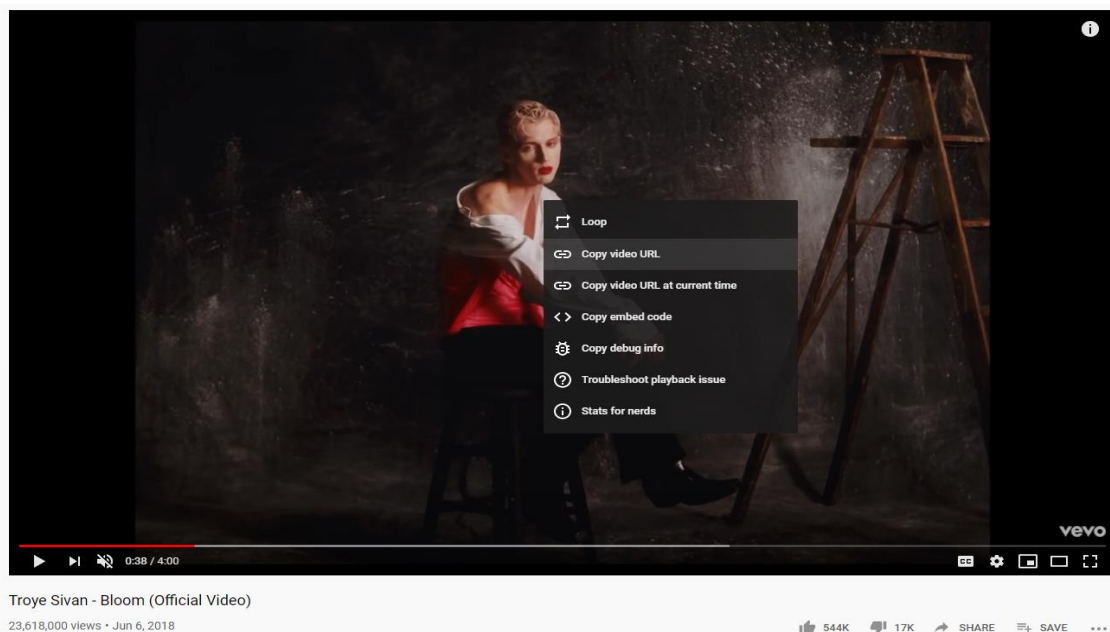 Loop
Copy video URL
Copy video URL at current time
Copy embed code
Copy debug info
Troubleshoot playback issue
Stats for nerds
vevo
0:38 / 4:00
CC
Troye Sivan - Bloom (Official Video)
23,618,000 views • Jun 6, 2018
544K 17K SHARE SAVE